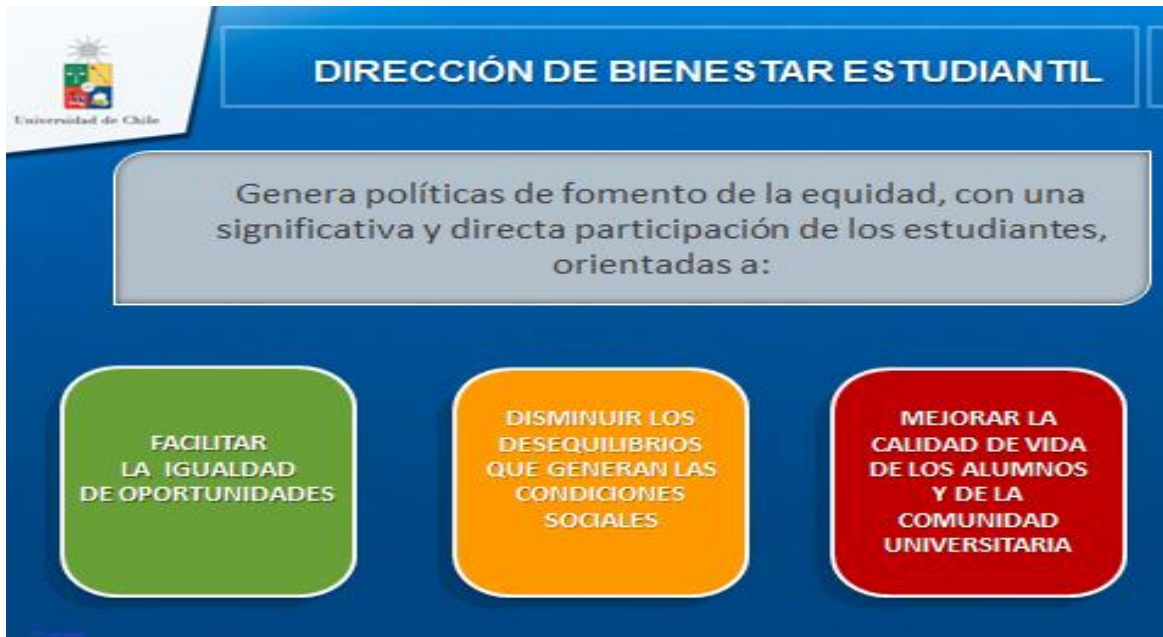 Universidad de Chile
DIRECCIÓN DE BIENESTAR ESTUDIANTIL
Genera políticas de fomento de la equidad, con una
significativa y directa participación de los estudiantes,
orientadas a:
FACILITAR
LA IGUALDAD
DE OPORTUNIDADES
DISMINUIR LOS
DESEQUILIBRIOS
QUE GENERAN LAS
CONDICIONES
SOCIALES
MEJORAR LA
CALIDAD DE VIDA
DE LOS ALUMNOS
Y DE LA
COMUNIDAD
UNIVERSITARIA